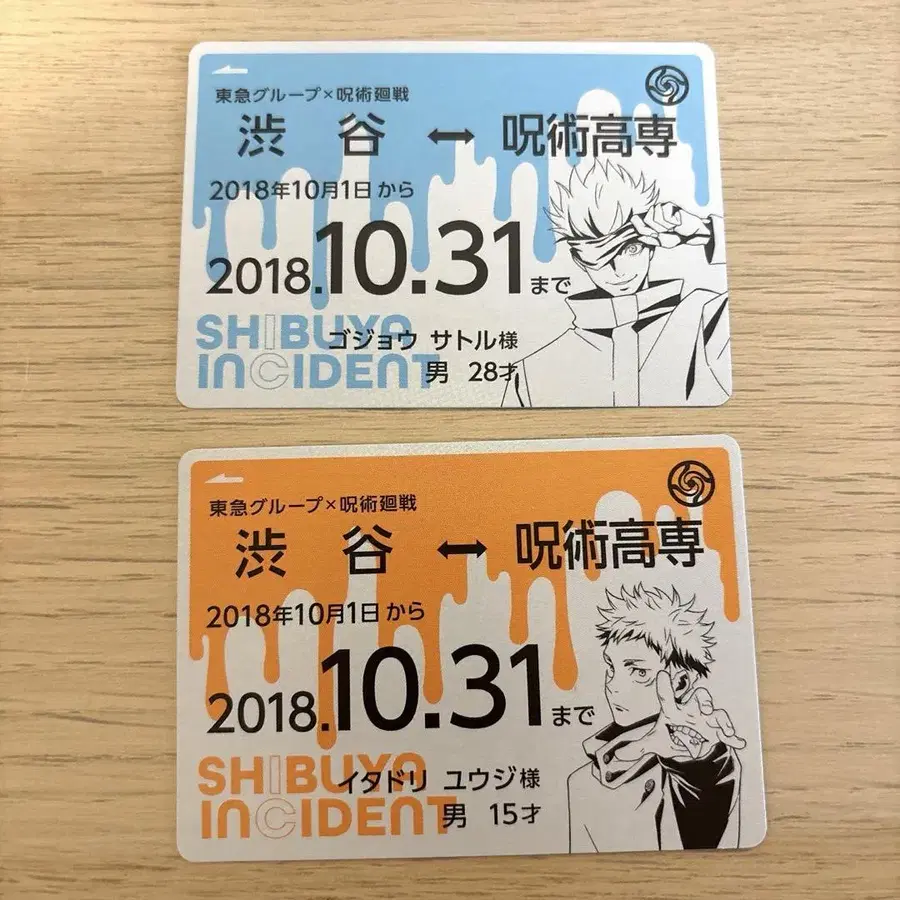 東急グループ×呪術廻戦
渋谷 ↔ 呪術高専
2018年10月1日から
2018.10.31まで
SHIBUYA
INCIDENT
ゴジョウ サトル様
男 28才
東急グループ×呪術廻戦
渋谷 ↔ 呪術高専
2018年10月1日から
2018.10.31まで
SHIBUYA
INCIDENT
イタドリ ユウジ様
男 15才